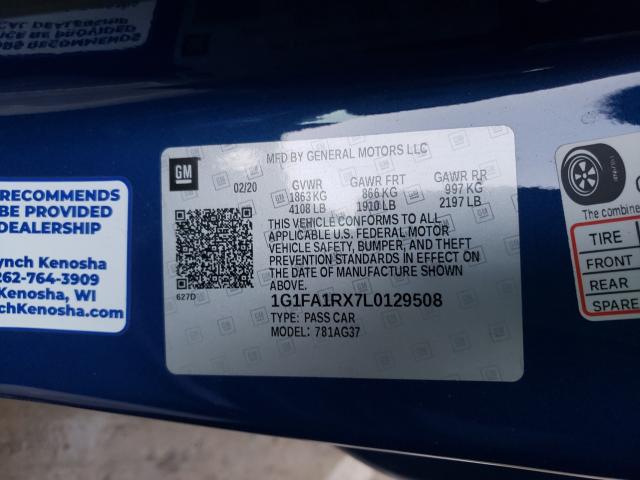 RECOMMENDS
BE PROVIDED
DEALERSHIP
ynch Kenosha
262-764-3909
Kenosha, WI
chKenosha.com
GM
MFD BY GENERAL MOTORS LLC
02/20 GVWR GAWR FRT GAWR RR
1863 KG 866 KG 997 KG
4108 LB 1910 LB 2197 LB
THIS VEHICLE CONFORMS TO ALL
APPLICABLE U.S. FEDERAL MOTOR
VEHICLE SAFETY, BUMPER, AND THEFT
PREVENTION STANDARDS IN EFFECT ON
THE DATE OF MANUFACTURE SHOWN
ABOVE.
627D
1G1FA1RX7L0129508
TYPE: PASS CAR
MODEL: 781AG37
The combine
TIRE
FRONT
REAR
SPARE